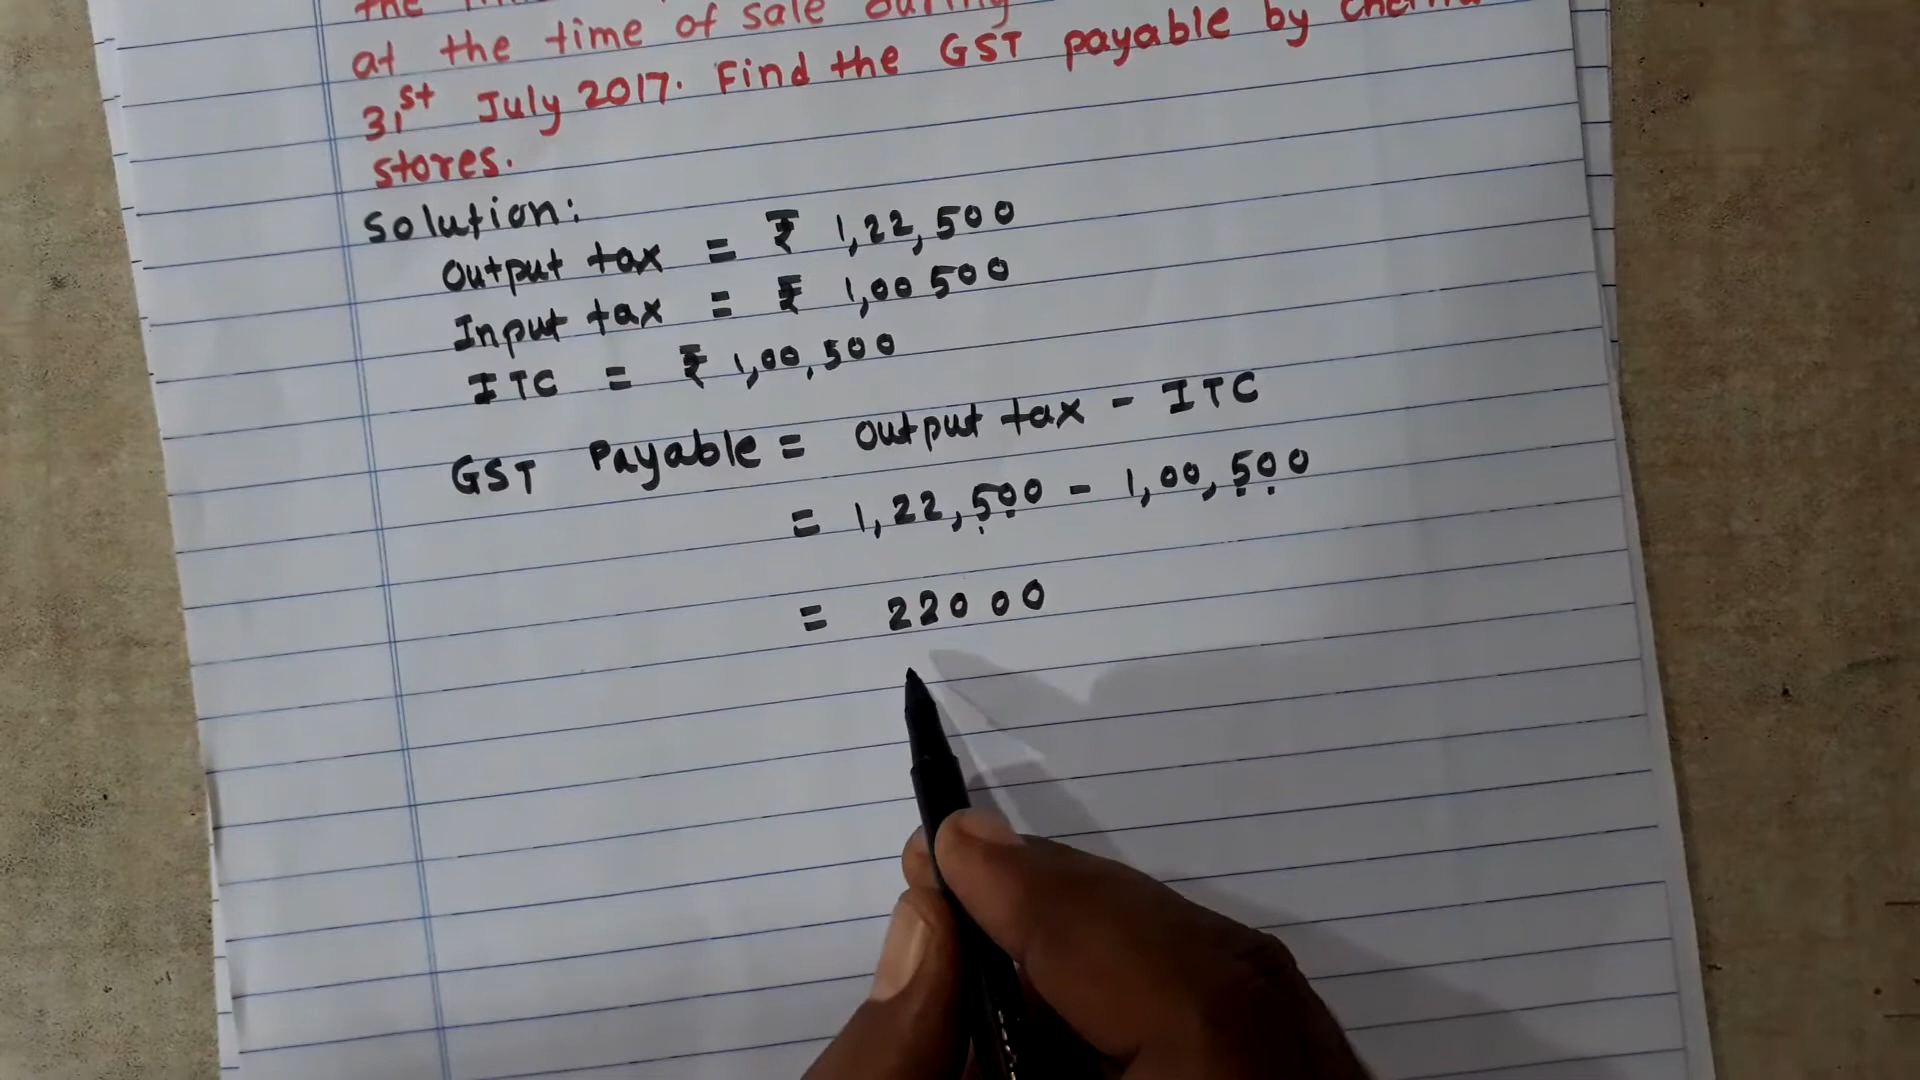 the
at the time of sale during
31st July 2017. Find the GST payable by
stores.
Solution:
Output tax = ₹ 1,22,500
Input tax = ₹ 1,00 500
ITC = ₹ 1,00,500
GST Payable = Output tax - ITC
= 1,22,500 - 1,00,500
= 22000